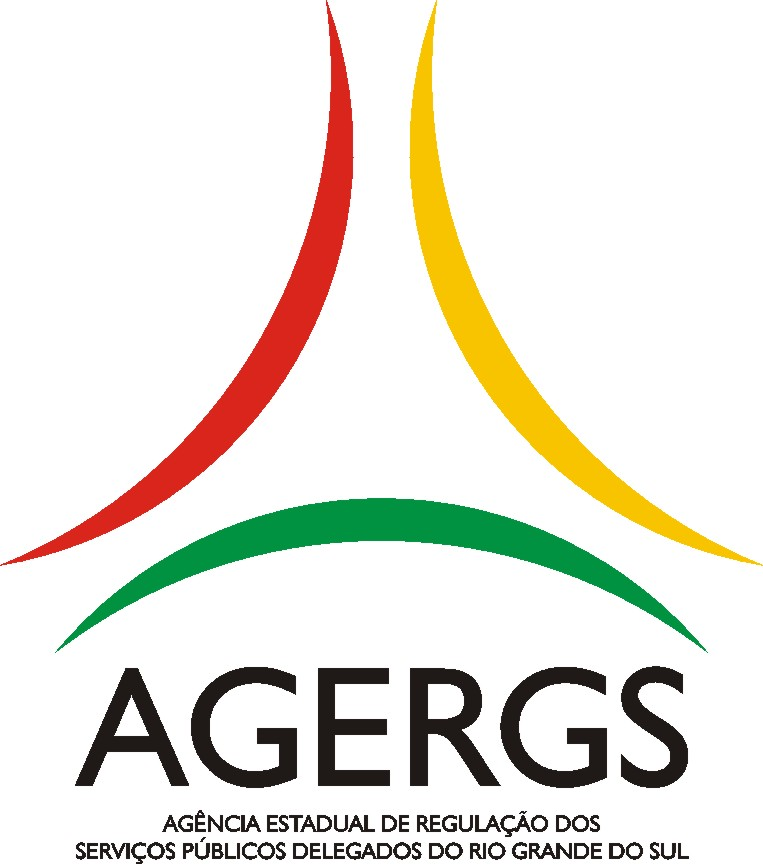 AGERGS
AGÊNCIA ESTADUAL DE REGULAÇÃO DOS
SERVIÇOS PÚBLICOS DELEGADOS DO RIO GRANDE DO SUL